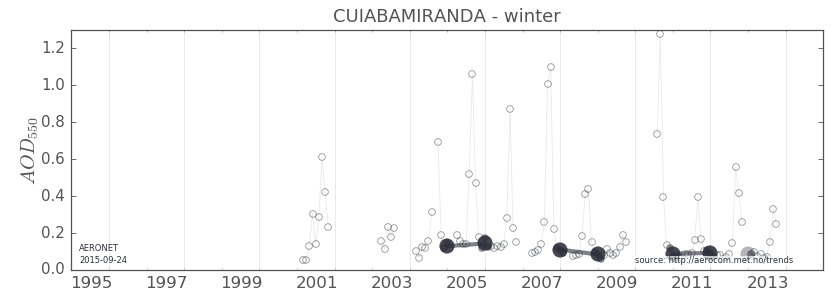 CUIABAMIRANDA - winter
AOD550
1.2
1.0
0.8
0.6
0.4
0.2
0.0
AERONET
2015-09-24
source: http://aerocom.met.no/trends
1995 1997 1999 2001 2003 2005 2007 2009 2011 2013